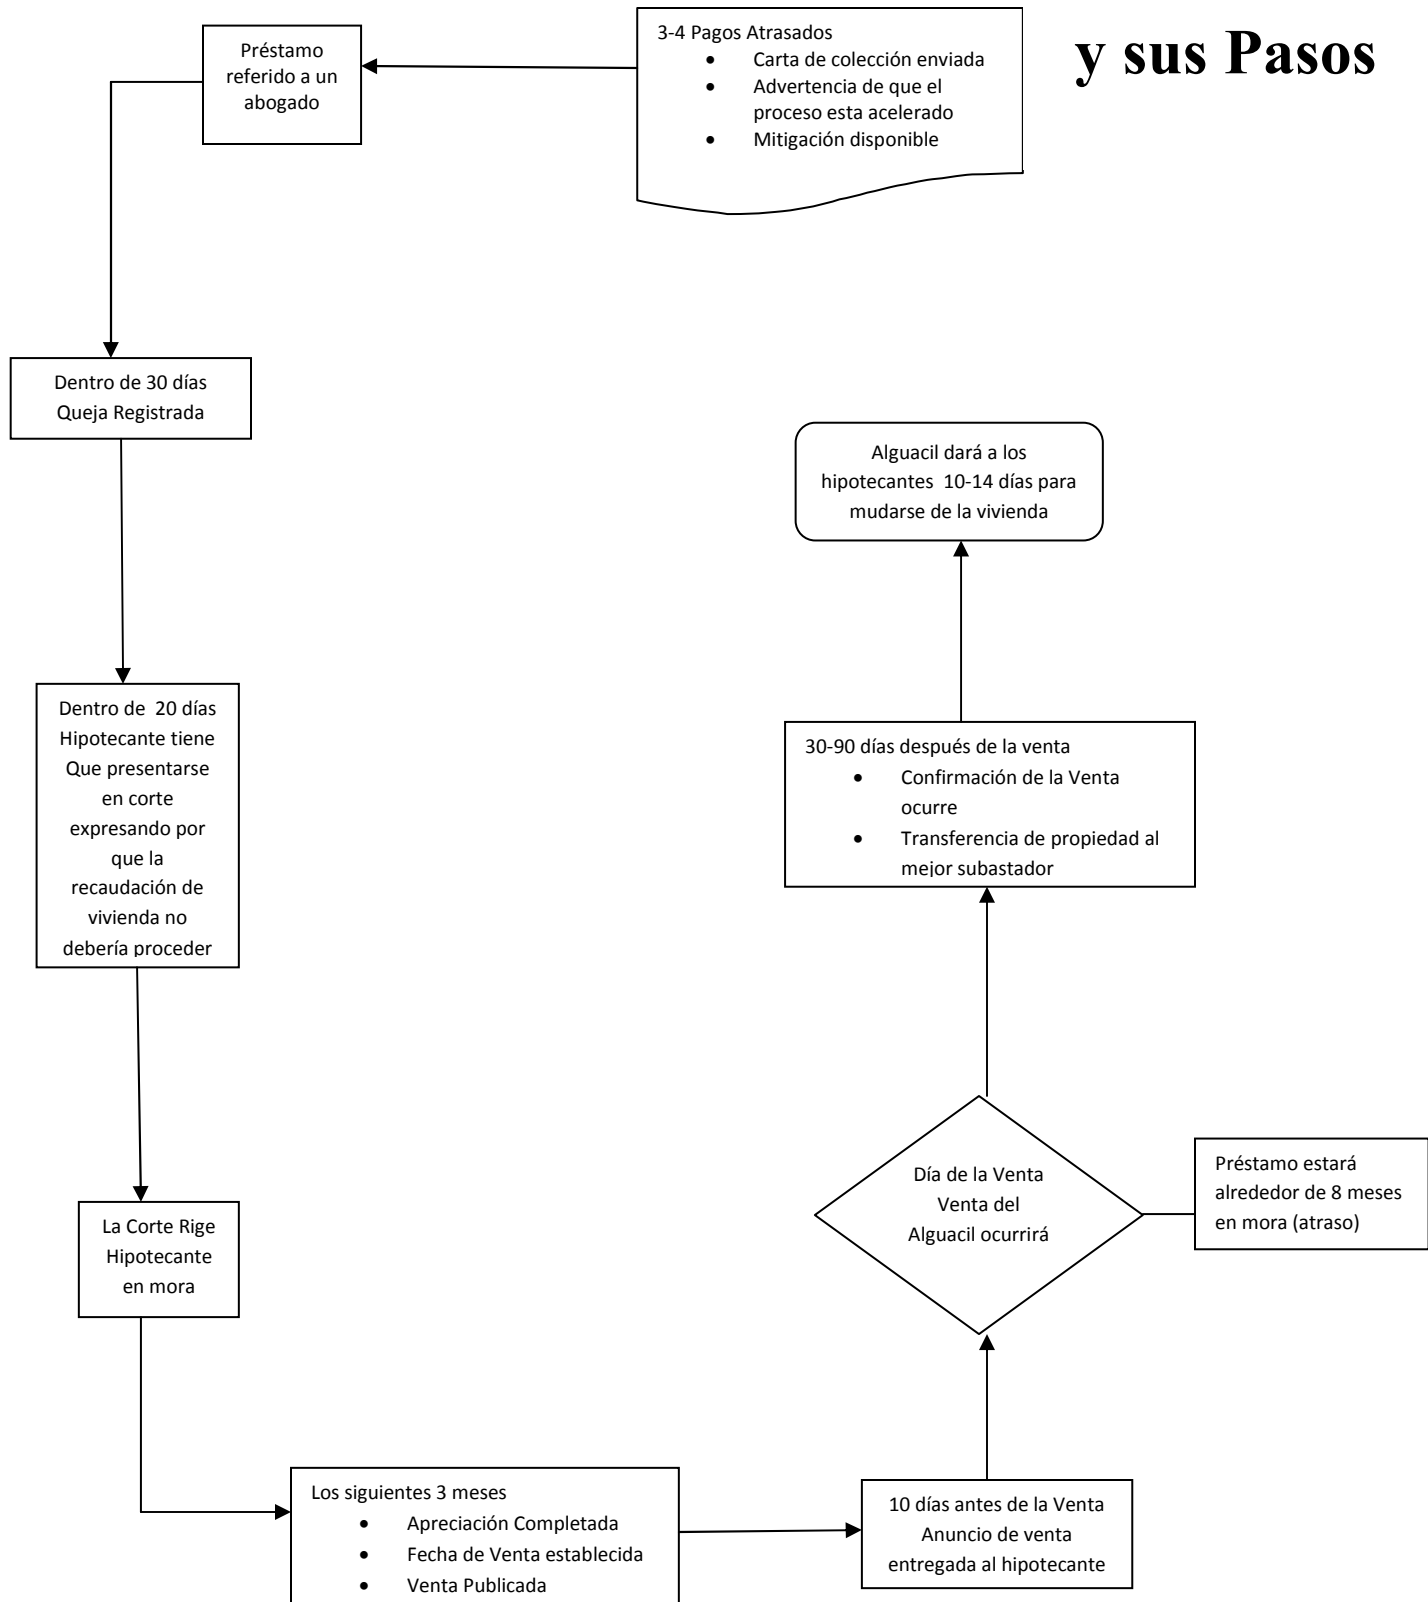 y sus Pasos
3-4 Pagos Atrasados
• Carta de colección enviada
• Advertencia de que el
proceso esta acelerado
• Mitigación disponible
Préstamo
referido a un
abogado
Dentro de 30 días
Queja Registrada
Dentro de 20 días
Hipotecante tiene
Que presentarse
en corte
expresando por
que la
recaudación de
vivienda no
debería proceder
La Corte Rige
Hipotecante
en mora
Los siguientes 3 meses
• Apreciación Completada
• Fecha de Venta establecida
• Venta Publicada
10 días antes de la Venta
Anuncio de venta
entregada al hipotecante
Día de la Venta
Venta del
Alguacil ocurrirá
Préstamo estará
alrededor de 8 meses
en mora (atraso)
30-90 días después de la venta
• Confirmación de la Venta
ocurre
• Transferencia de propiedad al
mejor subastador
Alguacil dará a los
hipotecantes 10-14 días para
mudarse de la vivienda